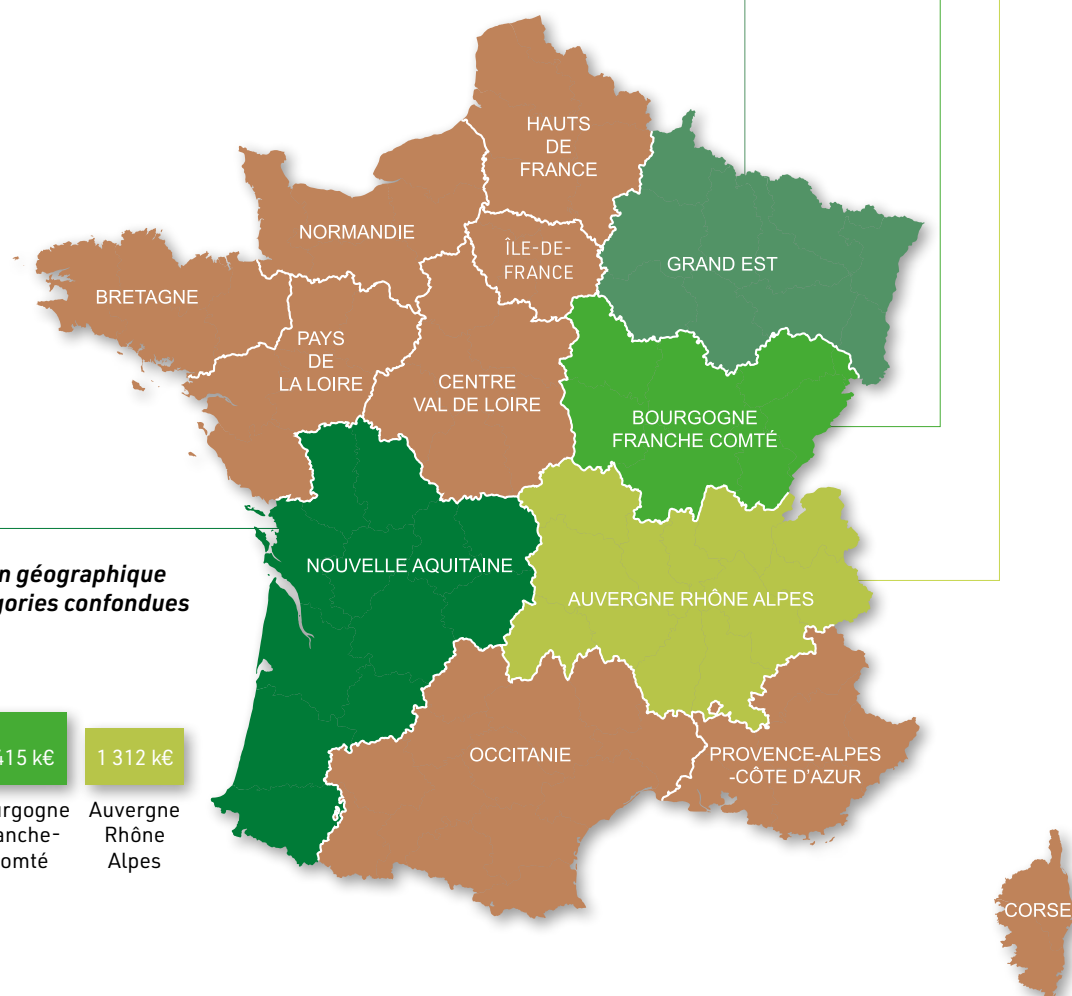 HAUTS
DE
FRANCE
NORMANDIE
ÎLE-DE-
FRANCE
GRAND EST
BRETAGNE
PAYS
DE
LA LOIRE
CENTRE
VAL DE LOIRE
BOURGOGNE
FRANCHE COMTÉ
NOUVELLE AQUITAINE
n géographique
gories confondues
AUVERGNE RHÔNE ALPES
415 k€
1 312 k€
OCCITANIE
PROVENCE-ALPES
-CÔTE D'AZUR
urgogne
anche-
omté
Auvergne
Rhône
Alpes
CORSE